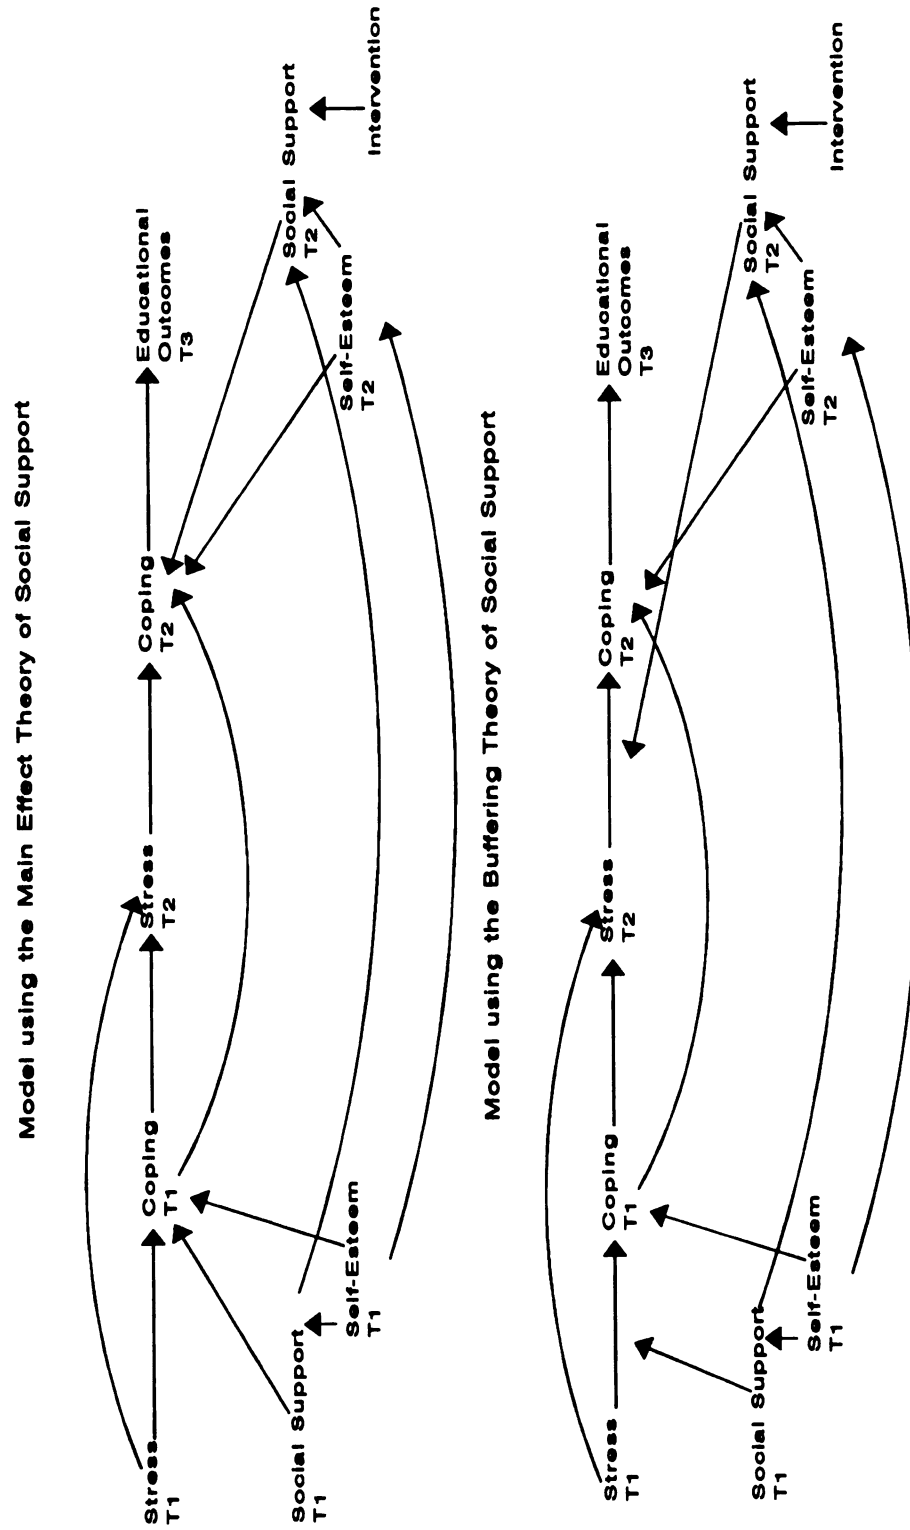 Model using the Main Effect Theory of Social Support
Stress
T1
Coping
T1
Stress
T2
Coping
T2
Educational
Outcomes
T3
Social Support
T1
Self-Esteem
T1
Self-Esteem
T2
Social Support
T2
Intervention
Model using the Buffering Theory of Social Support
Stress
T1
Coping
T1
Stress
T2
Coping
T2
Educational
Outcomes
T3
Social Support
T1
Self-Esteem
T1
Self-Esteem
T2
Social Support
T2
Intervention